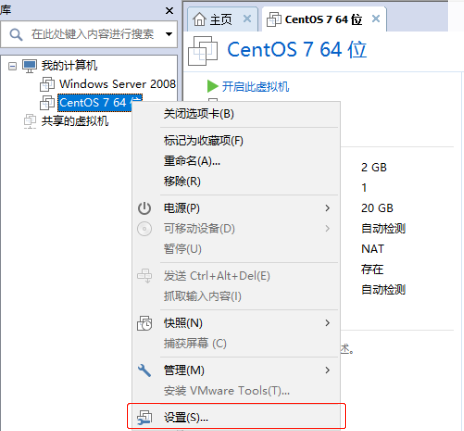 库
主页
CentOS 7 64 位
在此处键入内容进行搜索
CentOS 7 64 位
我的计算机
Windows Server 2008
CentOS 7 64 位
共享的虚拟机
开启此虚拟机
关闭选项卡(B)
标记为收藏项(F)
重命名(A)...
移除(R)
电源(P)
可移动设备(D)
暂停(U)
发送 Ctrl+Alt+Del(E)
抓取输入内容(I)
快照(N)
捕获屏幕 (C)
管理(M)
安装 VMware Tools(T)...
设置(S)...
2 GB
1
20 GB
自动检测
NAT
存在
自动检测
述。